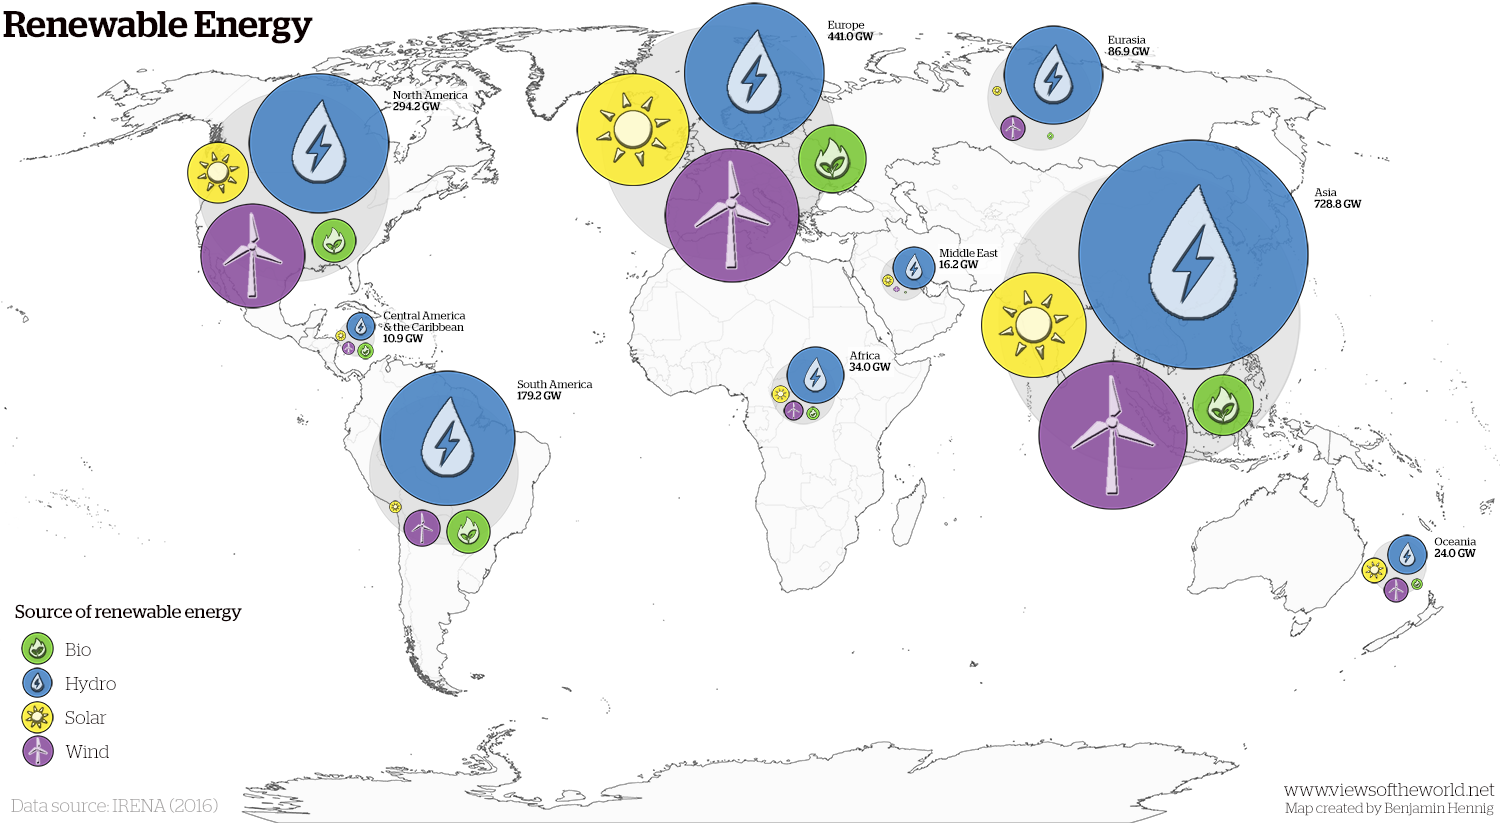 Renewable Energy
Europe
441.0 GW
Eurasia
86.9 GW
North America
294.2 GW
Asia
728.8 GW
Middle East
16.2 GW
Central America
& the Caribbean
10.9 GW
Africa
34.0 GW
South America
179.2 GW
Oceania
24.0 GW
Source of renewable energy
Bio
Hydro
Solar
Wind
Data source: IRENA (2016)
www.viewsoftheworld.net
Map created by Benjamin Hennig